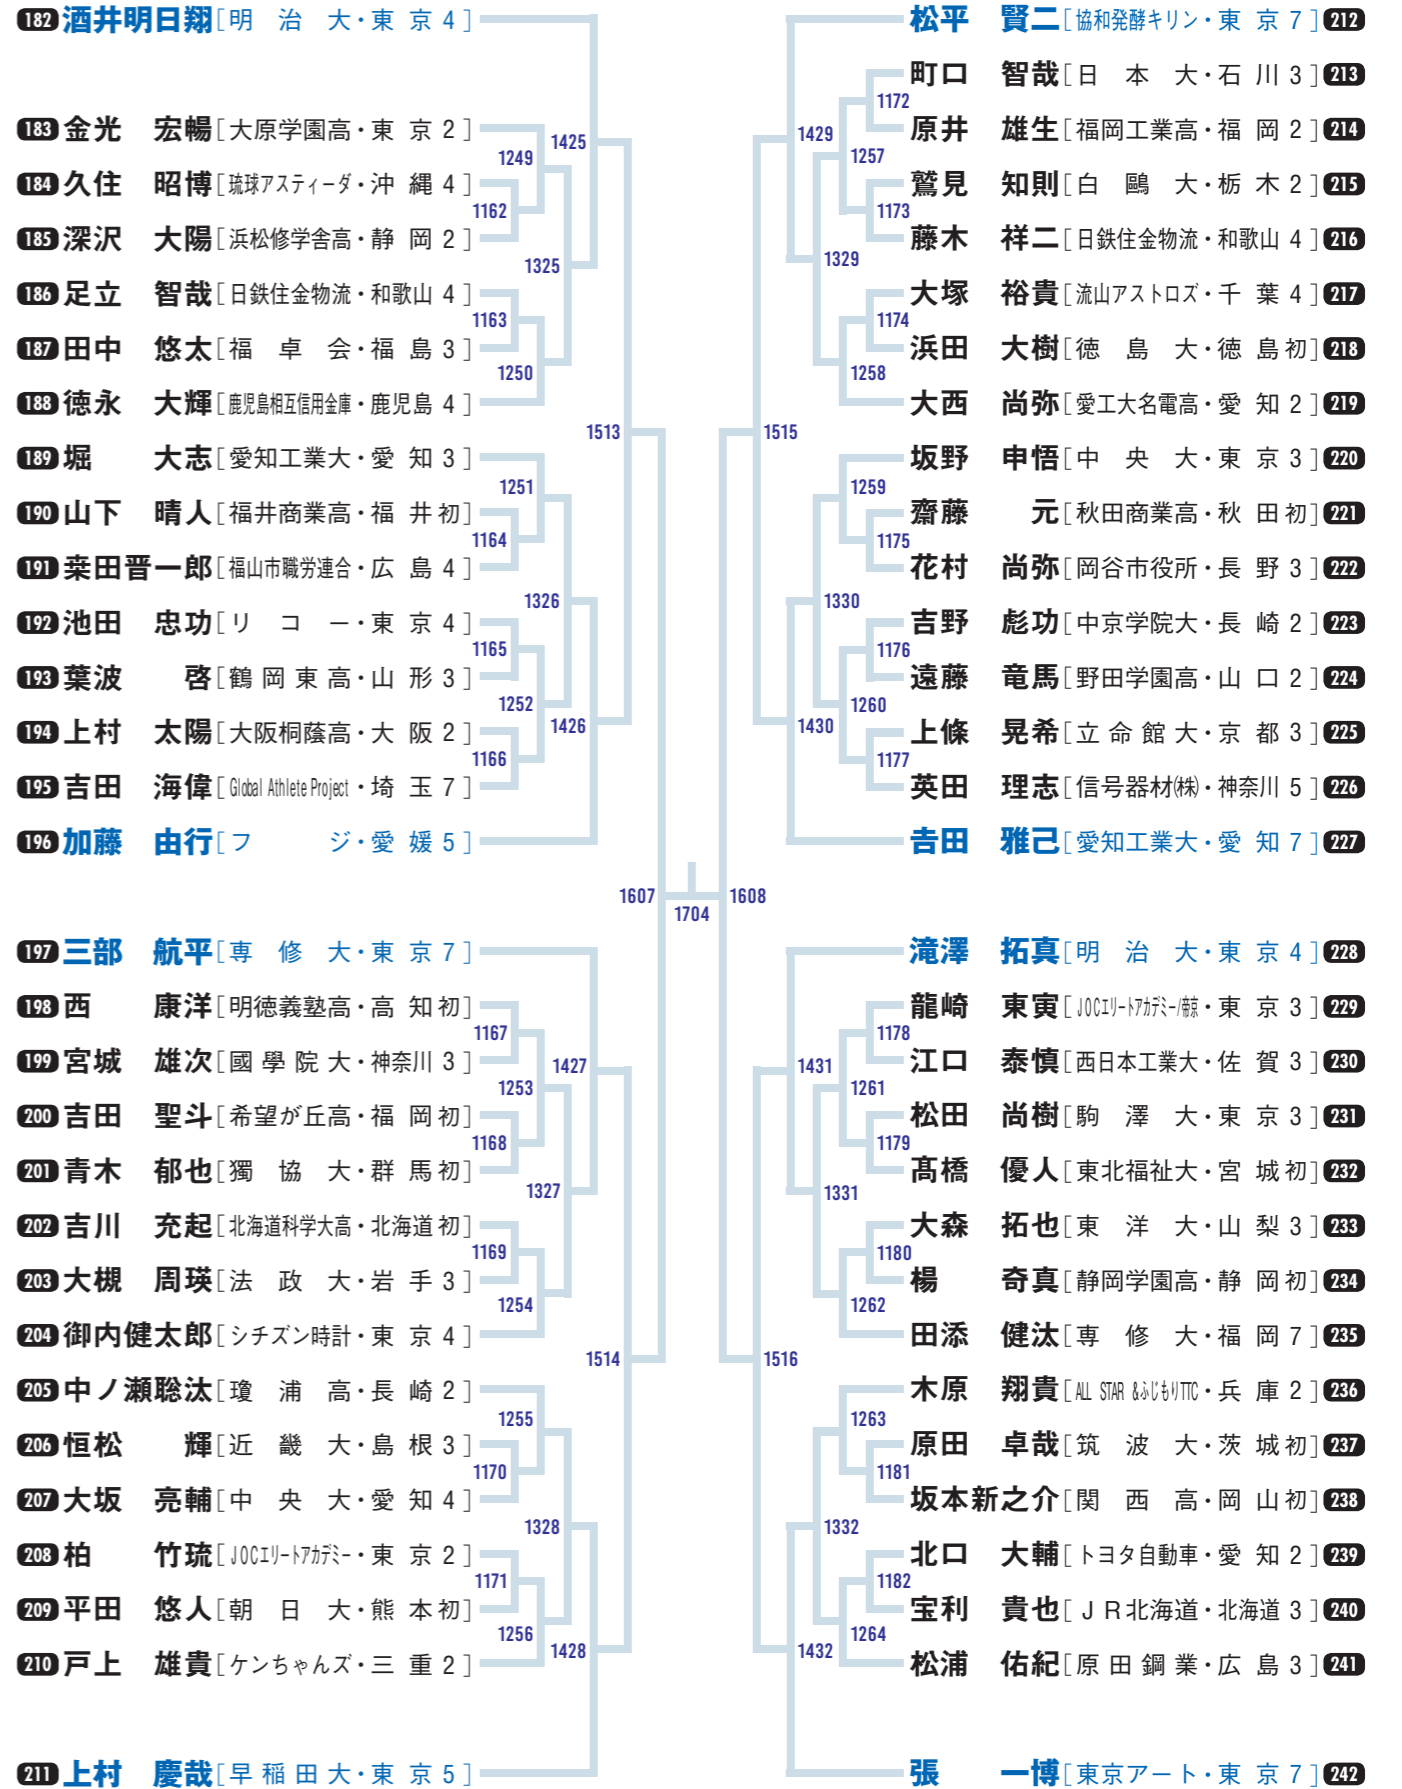 182 酒井明日翔［明治大・東京4］
183 金光 宏暢［大原学園高・東京2］
184 久住 昭博［琉球アスティーダ・沖縄4］
185 深沢 大陽［浜松修学舎高・静岡2］
186 足立 智哉［日鉄住金物流・和歌山4］
187 田中 悠太［福卓会・福島3］
188 徳永 大輝［鹿児島相互信用金庫・鹿児島4］
189 堀 大志［愛知工業大・愛知3］
190 山下 晴人［福井商業高・福井初］
191 桒田晋一郎［福山市職労連合・広島4］
192 池田 忠功［リコー・東京4］
193 葉波 啓［鶴岡東高・山形3］
194 上村 太陽［大阪桐蔭高・大阪2］
195 吉田 海偉［Global Athlete Project・埼玉7］
196 加藤 由行［フジ・愛媛5］
197 三部 航平［専修大・東京7］
198 西 康洋［明徳義塾高・高知初］
199 宮城 雄次［國學院大・神奈川3］
200 吉田 聖斗［希望が丘高・福岡初］
201 青木 郁也［獨協大・群馬初］
202 吉川 充起［北海道科学大高・北海道初］
203 大槻 周瑛［法政大・岩手3］
204 御内健太郎［シチズン時計・東京4］
205 中ノ瀬聡汰［瓊浦高・長崎2］
206 恒松 輝［近畿大・島根3］
207 大坂 亮輔［中央大・愛知4］
208 柏 竹琉［JOCエリートアカデミー・東京2］
209 平田 悠人［朝日大・熊本初］
210 戸上 雄貴［ケンちゃんズ・三重2］
211 上村 慶哉［早稲田大・東京5］
1162
1163
1164
1165
1166
1167
1168
1169
1170
1171
1249
1250
1251
1252
1253
1254
1255
1256
1325
1326
1327
1328
1425
1426
1427
1428
1513
1514
1607
1704
1608
1515
1516
1429
1430
1431
1432
1329
1330
1331
1332
1257
1258
1259
1260
1261
1262
1263
1264
1172
1173
1174
1175
1176
1177
1178
1179
1180
1181
1182
松平 賢二［協和発酵キリン・東京7］212
町口 智哉［日本大・石川3］213
原井 雄生［福岡工業高・福岡2］214
鷲見 知則［白鷗大・栃木2］215
藤木 祥二［日鉄住金物流・和歌山4］216
大塚 裕貴［流山アストロズ・千葉4］217
浜田 大樹［徳島大・徳島初］218
大西 尚弥［愛工大名電高・愛知2］219
坂野 申悟［中央大・東京3］220
齋藤 元［秋田商業高・秋田初］221
花村 尚弥［岡谷市役所・長野3］222
吉野 彪功［中京学院大・長崎2］223
遠藤 竜馬［野田学園高・山口2］224
上條 晃希［立命館大・京都3］225
英田 理志［信号器材㈱・神奈川5］226
𠮷田 雅己［愛知工業大・愛知7］227
滝澤 拓真［明治大・東京4］228
龍崎 東寅［JOCエリートアカデミー/帝京・東京3］229
江口 泰慎［西日本工業大・佐賀3］230
松田 尚樹［駒澤大・東京3］231
髙橋 優人［東北福祉大・宮城初］232
大森 拓也［東洋大・山梨3］233
楊 奇真［静岡学園高・静岡初］234
田添 健汰［専修大・福岡7］235
木原 翔貴［ALL STAR &ふじもりTTC・兵庫2］236
原田 卓哉［筑波大・茨城初］237
坂本新之介［関西高・岡山初］238
北口 大輔［トヨタ自動車・愛知2］239
宝利 貴也［JR北海道・北海道3］240
松浦 佑紀［原田鋼業・広島3］241
張 一博［東京アート・東京7］242